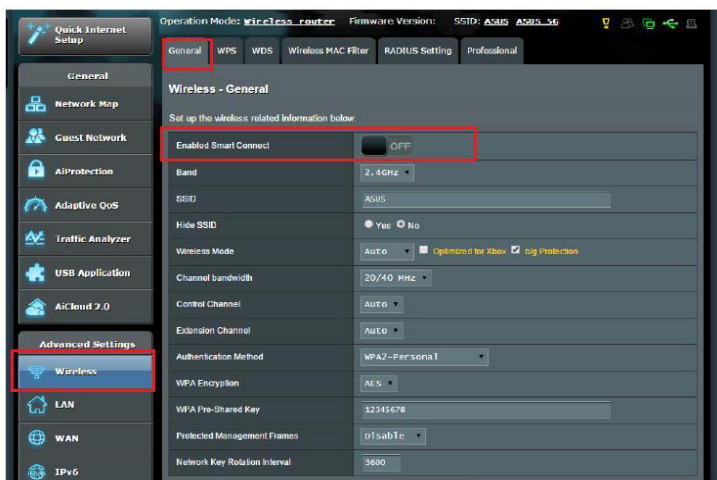 Quick Internet
Setup
Operation Mode: Wireless router Firmware Version: SSID: ASUS ASUS_5G
General WPS WDS Wireless MAC Filter RADIUS Setting Professional
General
Network Map
Guest Network
AiProtection
Adaptive QoS
Traffic Analyzer
USB Application
AiCloud 2.0
Advanced Settings
Wireless
LAN
WAN
IPv6
Wireless - General
Set up the wireless related information below.
Enabled Smart Connect OFF
Band 2.4GHz
SSID ASUS
Hide SSID Yes No
Wireless Mode Auto Optimized for Xbox b/g Protection
Channel bandwidth 20/40 MHz
Control Channel Auto
Extension Channel Auto
Authentication Method WPA2-Personal
WPA Encryption AES
WPA Pre-Shared Key 12345678
Protected Management Frames Disable
Network Key Rotation Interval 3600